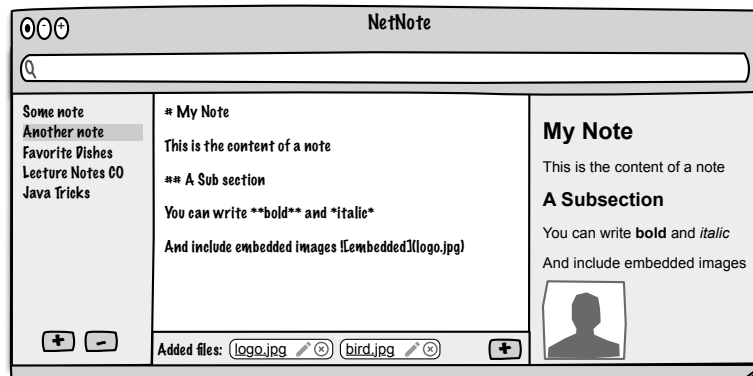 NetNote
Some note
Another note
Favorite Dishes
Lecture Notes CO
Java Tricks
# My Note
This is the content of a note
## A Sub section
You can write **bold** and *italic*
And include embedded images ![embedded](logo.jpg)
Added files: logo.jpg bird.jpg
My Note
This is the content of a note
A Subsection
You can write bold and italic
And include embedded images